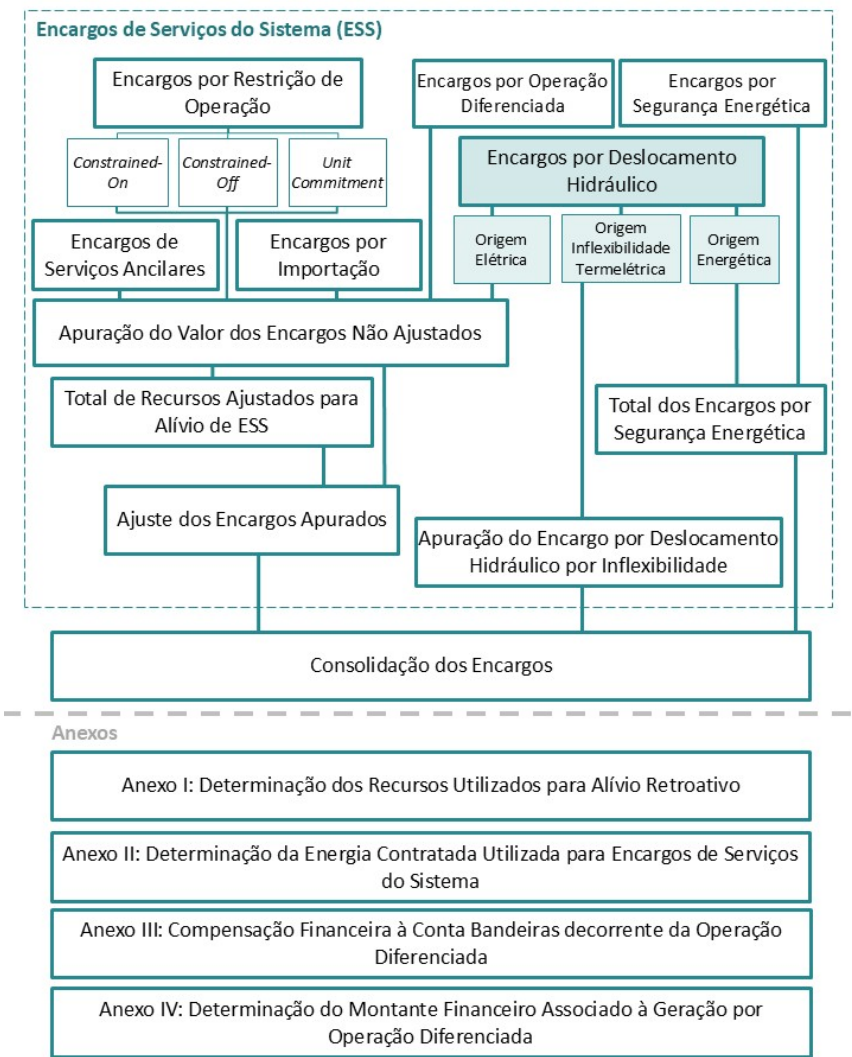 Encargos de Serviços do Sistema (ESS)
Encargos por Restrição de
Operação
Encargos por Operação
Diferenciada
Encargos por
Segurança Energética
Constrained-
On
Constrained-
Off
Unit
Commitment
Encargos por Deslocamento
Hidráulico
Encargos de
Serviços Ancilares
Encargos por
Importação
Origem
Elétrica
Origem
Inflexibilidade
Termelétrica
Origem
Energética
Apuração do Valor dos Encargos Não Ajustados
Total de Recursos Ajustados para
Alívio de ESS
Total dos Encargos por
Segurança Energética
Ajuste dos Encargos Apurados
Apuração do Encargo por Deslocamento
Hidráulico por Inflexibilidade
Consolidação dos Encargos
Anexos
Anexo I: Determinação dos Recursos Utilizados para Alívio Retroativo
Anexo II: Determinação da Energia Contratada Utilizada para Encargos de Serviços
do Sistema
Anexo III: Compensação Financeira à Conta Bandeiras decorrente da Operação
Diferenciada
Anexo IV: Determinação do Montante Financeiro Associado à Geração por
Operação Diferenciada